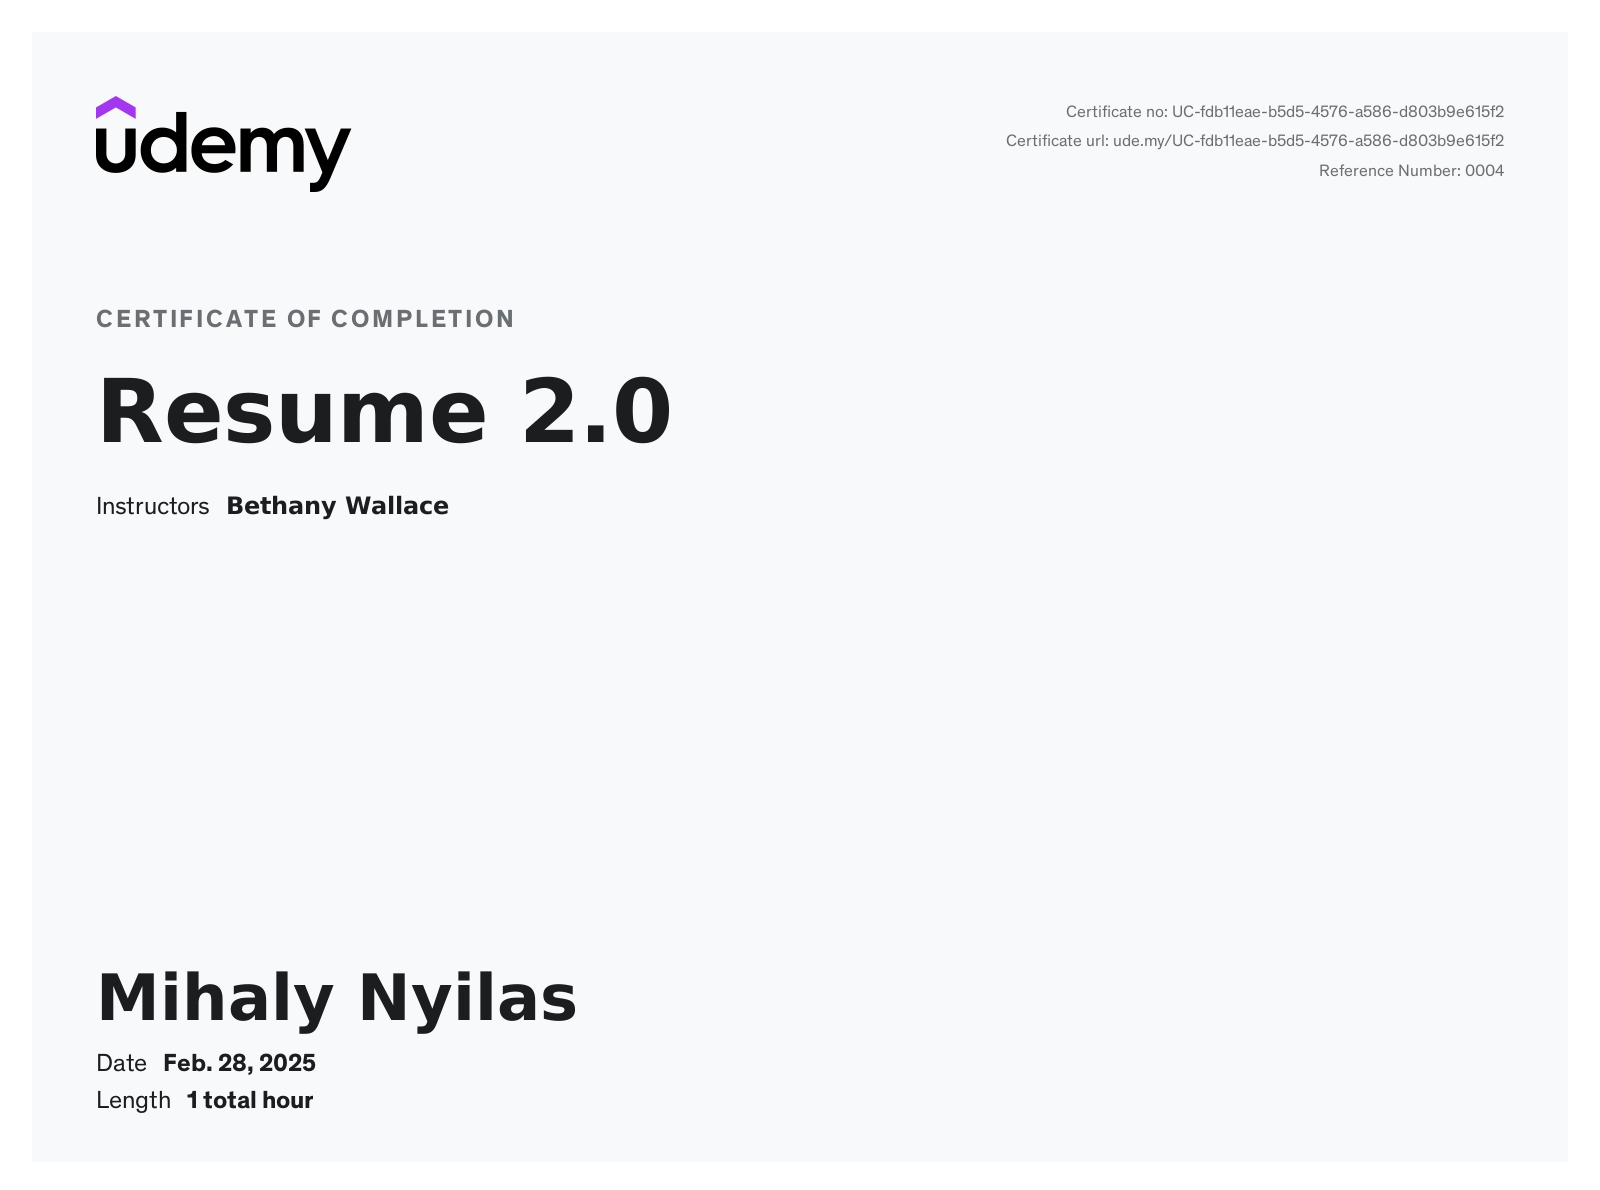 udemy
Certificate no: UC-fdb11eae-b5d5-4576-a586-d803b9e615f2
Certificate url: ude.my/UC-fdb11eae-b5d5-4576-a586-d803b9e615f2
Reference Number: 0004
CERTIFICATE OF COMPLETION
Resume 2.0
Instructors Bethany Wallace
Mihaly Nyilas
Date Feb. 28, 2025
Length 1 total hour